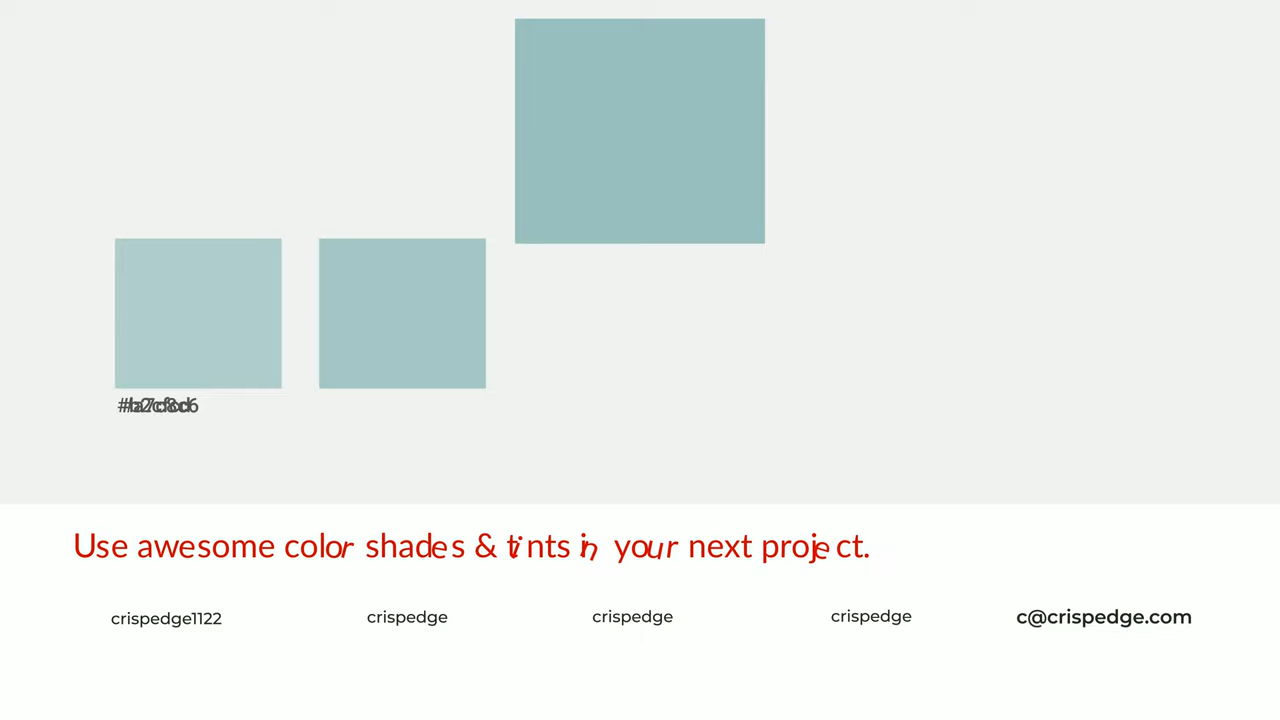 Use awesome color shades & tints in your next project.
crispedge1122 crispedge crispedge crispedge c@crispedge.com